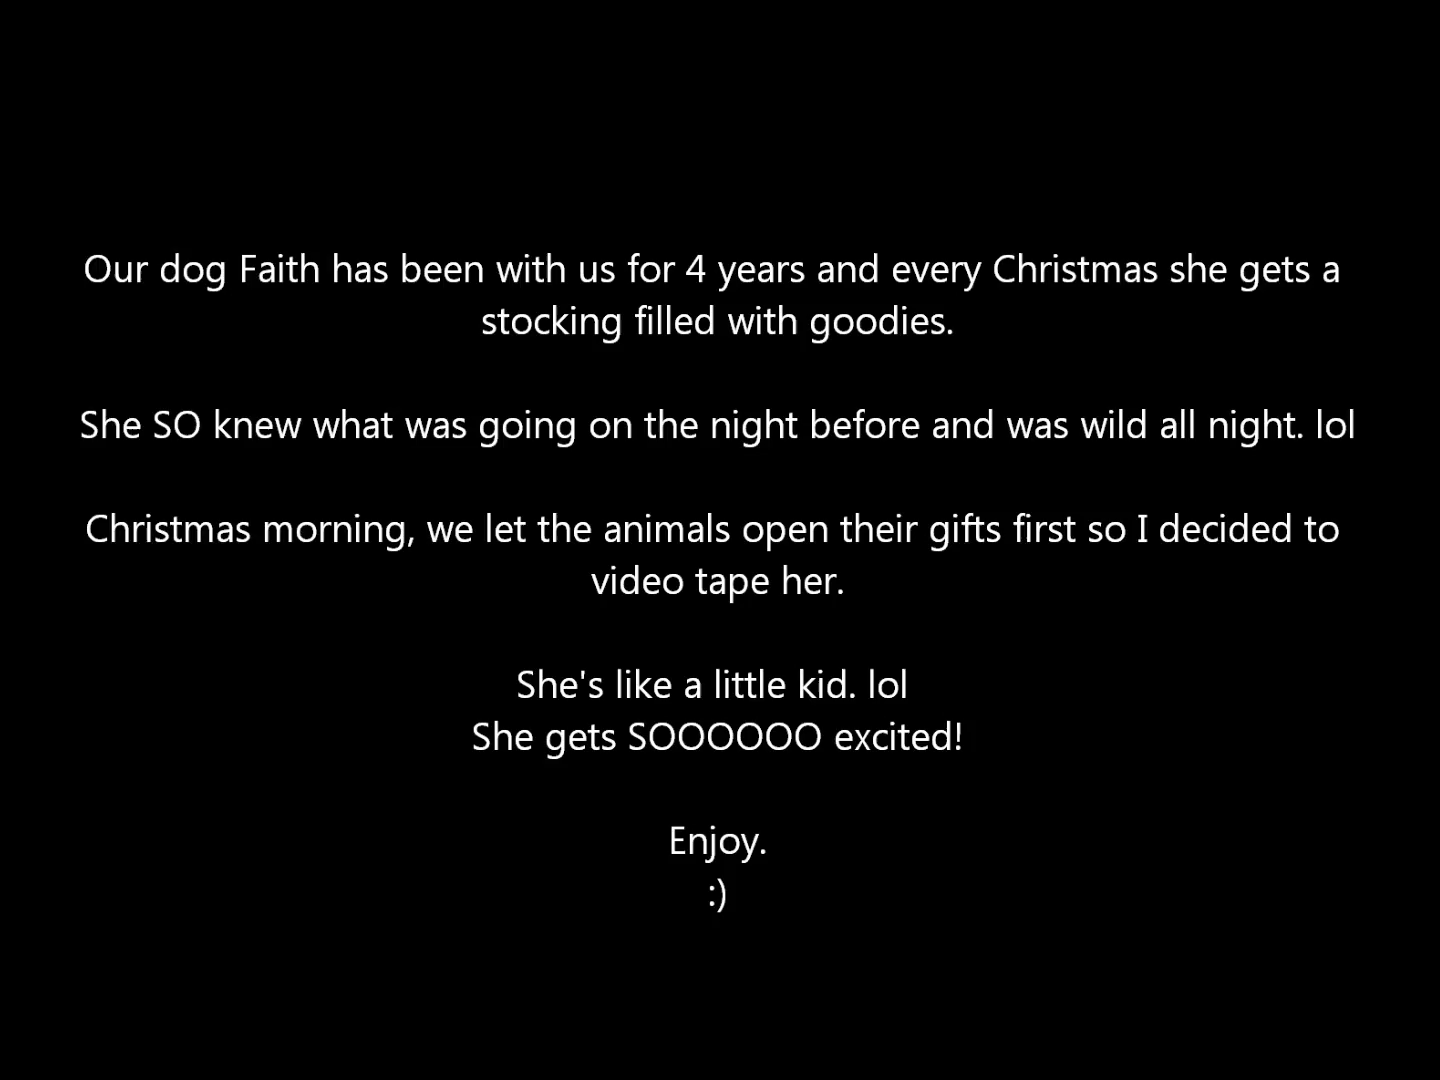 Our dog Faith has been with us for 4 years and every Christmas she gets a
stocking filled with goodies.
She SO knew what was going on the night before and was wild all night. lol
Christmas morning, we let the animals open their gifts first so I decided to
video tape her.
She's like a little kid. lol
She gets SOOOOOO excited!
Enjoy.
:)